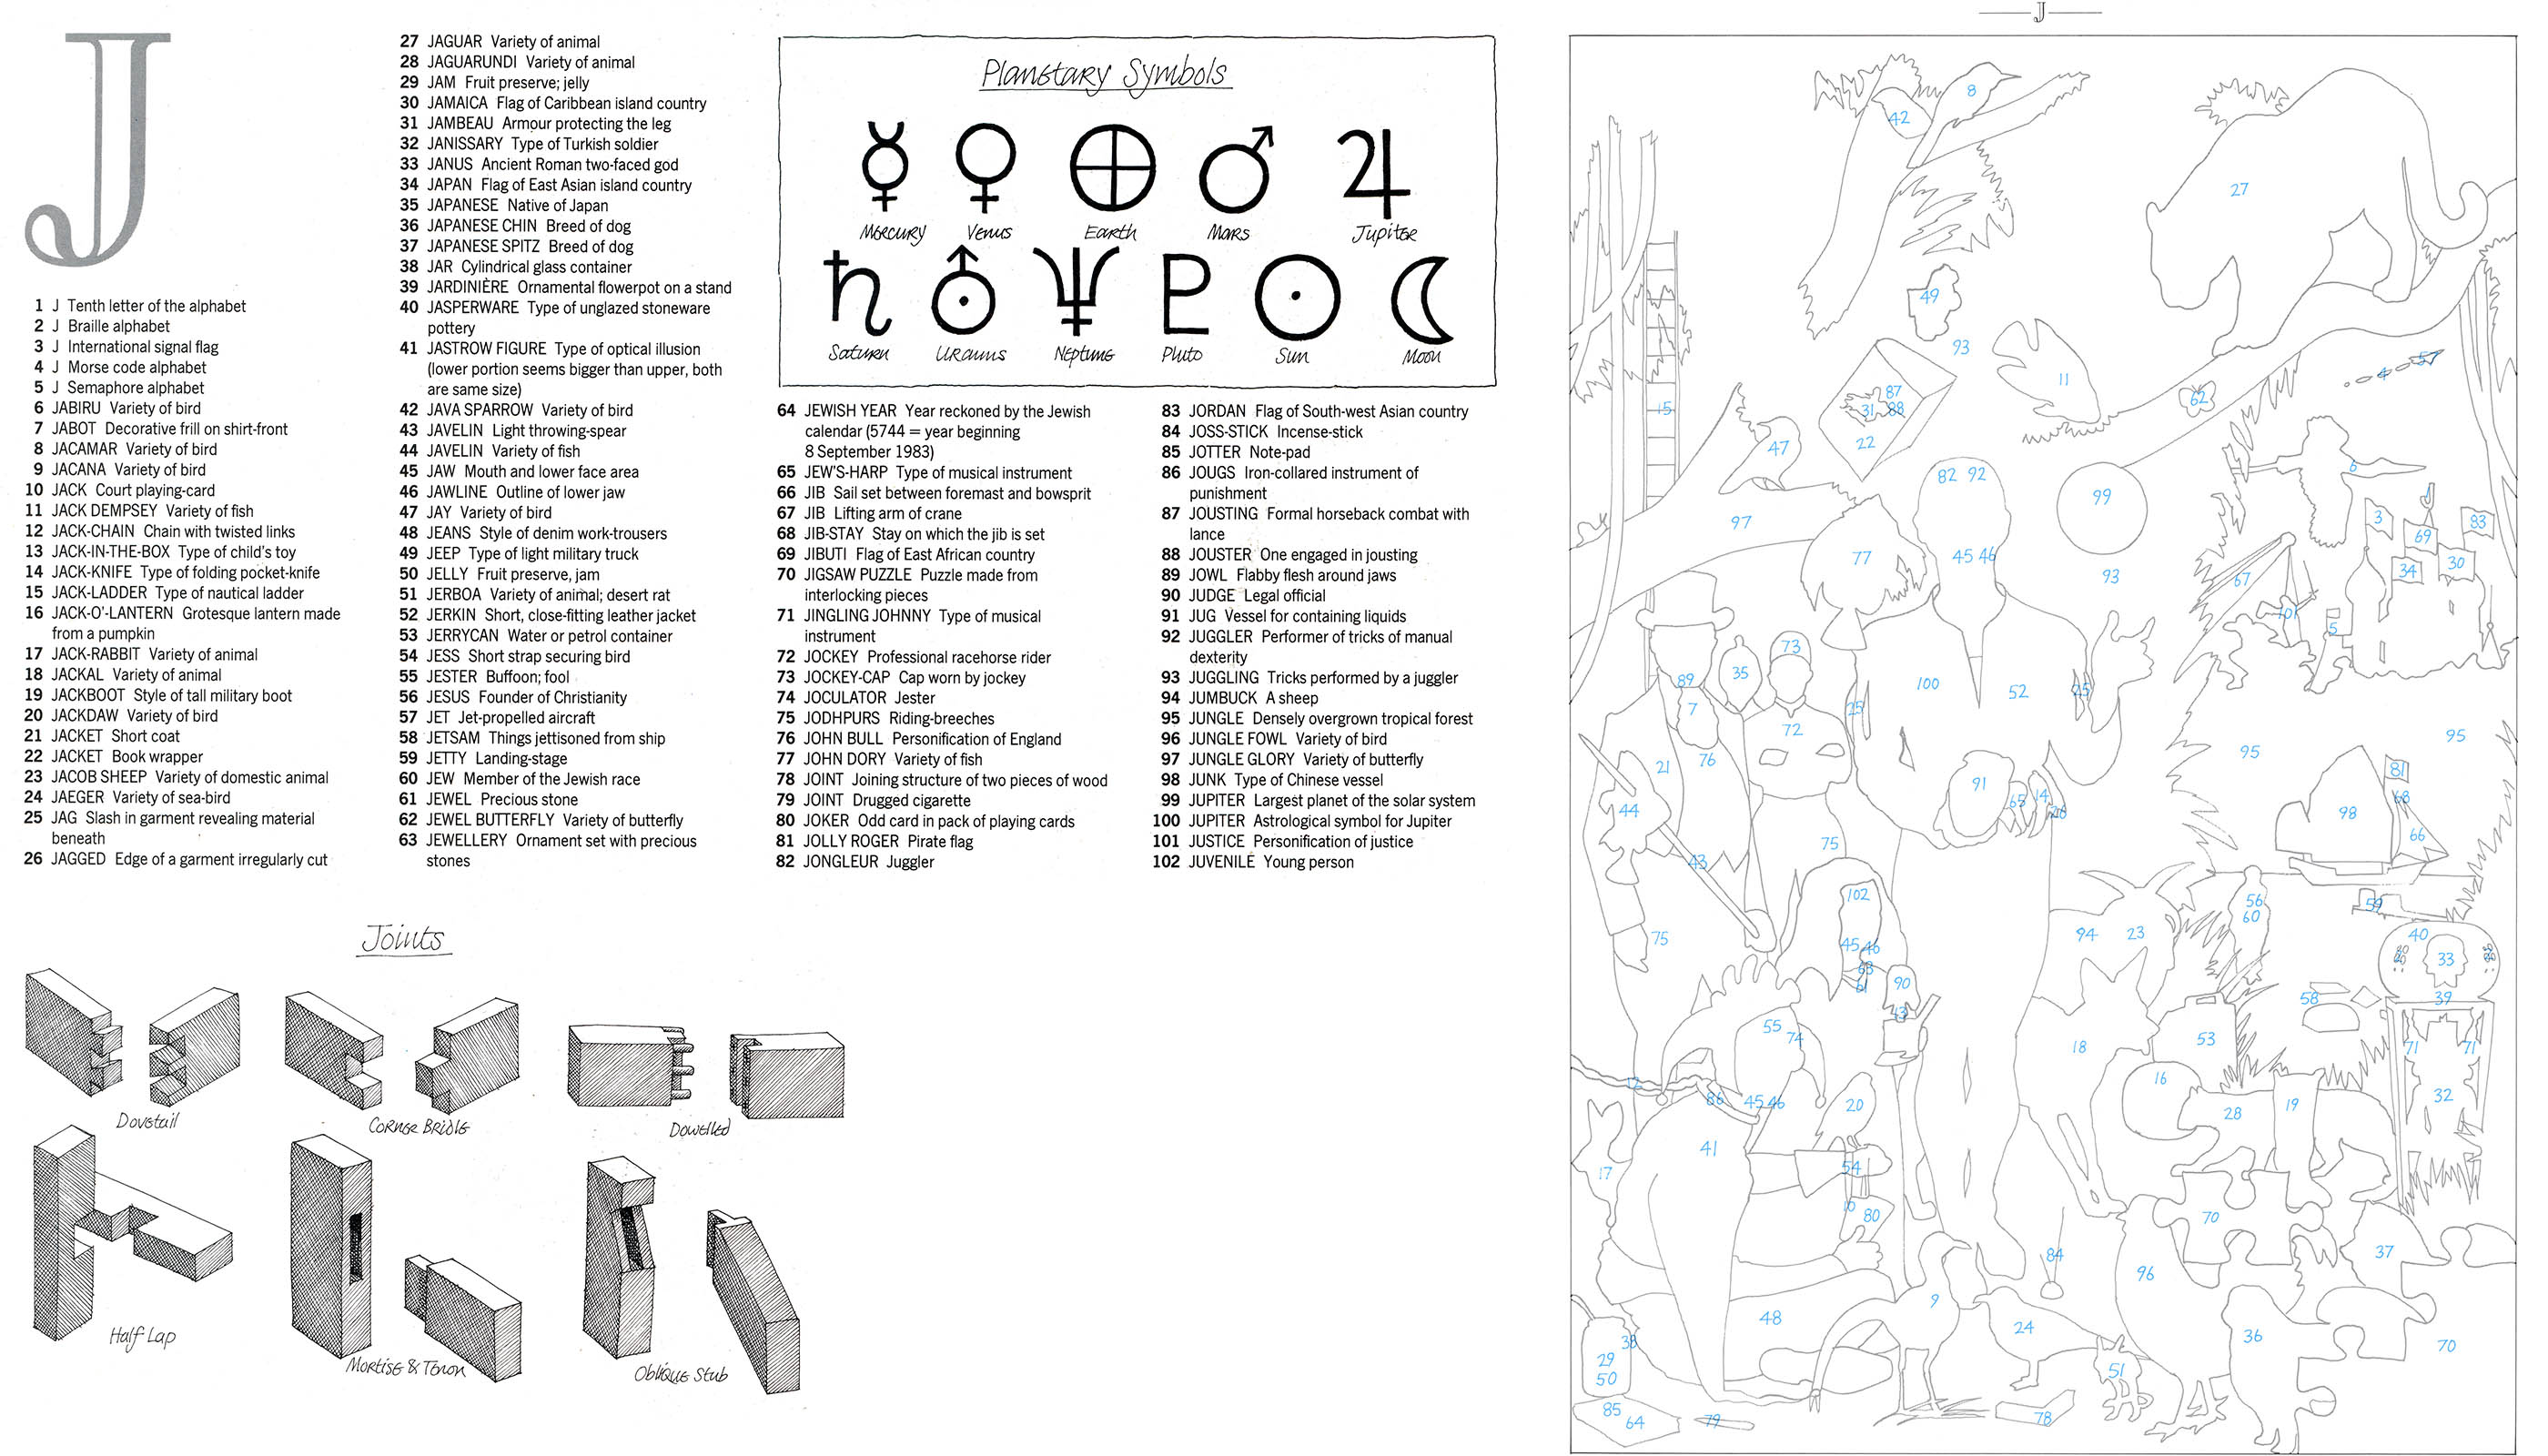 J
1 J Tenth letter of the alphabet
2 J Braille alphabet
3 J International signal flag
4 J Morse code alphabet
5 J Semaphore alphabet
6 JABIRU Variety of bird
7 JABOT Decorative frill on shirt-front
8 JACAMAR Variety of bird
9 JACANA Variety of bird
10 JACK Court playing-card
11 JACK DEMPSEY Variety of fish
12 JACK-CHAIN Chain with twisted links
13 JACK-IN-THE-BOX Type of child's toy
14 JACK-KNIFE Type of folding pocket-knife
15 JACK-LADDER Type of nautical ladder
16 JACK-O'-LANTERN Grotesque lantern made
from a pumpkin
17 JACK-RABBIT Variety of animal
18 JACKAL Variety of animal
19 JACKBOOT Style of tall military boot
20 JACKDAW Variety of bird
21 JACKET Short coat
22 JACKET Book wrapper
23 JACOB SHEEP Variety of domestic animal
24 JAEGER Variety of sea-bird
25 JAG Slash in garment revealing material
beneath
26 JAGGED Edge of a garment irregularly cut
27 JAGUAR Variety of animal
28 JAGUARUNDI Variety of animal
29 JAM Fruit preserve; jelly
30 JAMAICA Flag of Caribbean island country
31 JAMBEAU Armour protecting the leg
32 JANISSARY Type of Turkish soldier
33 JANUS Ancient Roman two-faced god
34 JAPAN Flag of East Asian island country
35 JAPANESE Native of Japan
36 JAPANESE CHIN Breed of dog
37 JAPANESE SPITZ Breed of dog
38 JAR Cylindrical glass container
39 JARDINIÈRE Ornamental flowerpot on a stand
40 JASPERWARE Type of unglazed stoneware
pottery
41 JASTROW FIGURE Type of optical illusion
(lower portion seems bigger than upper, both
are same size)
42 JAVA SPARROW Variety of bird
43 JAVELIN Light throwing-spear
44 JAVELIN Variety of fish
45 JAW Mouth and lower face area
46 JAWLINE Outline of lower jaw
47 JAY Variety of bird
48 JEANS Style of denim work-trousers
49 JEEP Type of light military truck
50 JELLY Fruit preserve, jam
51 JERBOA Variety of animal; desert rat
52 JERKIN Short, close-fitting leather jacket
53 JERRYCAN Water or petrol container
54 JESS Short strap securing bird
55 JESTER Buffoon; fool
56 JESUS Founder of Christianity
57 JET Jet-propelled aircraft
58 JETSAM Things jettisoned from ship
59 JETTY Landing-stage
60 JEW Member of the Jewish race
61 JEWEL Precious stone
62 JEWEL BUTTERFLY Variety of butterfly
63 JEWELLERY Ornament set with precious
stones
Planetary Symbols
Mercury Venus Earth Mars Jupiter
Saturn Uranus Neptune Pluto Sun Moon
64 JEWISH YEAR Year reckoned by the Jewish
calendar (5744 = year beginning
8 September 1983)
65 JEW'S-HARP Type of musical instrument
66 JIB Sail set between foremast and bowsprit
67 JIB Lifting arm of crane
68 JIB-STAY Stay on which the jib is set
69 JIBUTI Flag of East African country
70 JIGSAW PUZZLE Puzzle made from
interlocking pieces
71 JINGLING JOHNNY Type of musical
instrument
72 JOCKEY Professional racehorse rider
73 JOCKEY-CAP Cap worn by jockey
74 JOCULATOR Jester
75 JODHPURS Riding-breeches
76 JOHN BULL Personification of England
77 JOHN DORY Variety of fish
78 JOINT Joining structure of two pieces of wood
79 JOINT Drugged cigarette
80 JOKER Odd card in pack of playing cards
81 JOLLY ROGER Pirate flag
82 JONGLEUR Juggler
83 JORDAN Flag of South-west Asian country
84 JOSS-STICK Incense-stick
85 JOTTER Note-pad
86 JOUGS Iron-collared instrument of
punishment
87 JOUSTING Formal horseback combat with
lance
88 JOUSTER One engaged in jousting
89 JOWL Flabby flesh around jaws
90 JUDGE Legal official
91 JUG Vessel for containing liquids
92 JUGGLER Performer of tricks of manual
dexterity
93 JUGGLING Tricks performed by a juggler
94 JUMBUCK A sheep
95 JUNGLE Densely overgrown tropical forest
96 JUNGLE FOWL Variety of bird
97 JUNGLE GLORY Variety of butterfly
98 JUNK Type of Chinese vessel
99 JUPITER Largest planet of the solar system
100 JUPITER Astrological symbol for Jupiter
101 JUSTICE Personification of justice
102 JUVENILE Young person
Joints
Dovetail Corner Bridle Dowelled
Half Lap Mortise & Tenon Oblique Stub
J
8
42
27
49
93
11
87
31 88
22
15
62
4 57
47
82 92
99
6
97
77
45 46
93
3
69
83
34
30
67
101
5
73
89
35
7
100
52
25
25
72
76
21
95
95
44
91
65
14
26
98
81
68
66
43
75
75
102
45 46
63
61
90
13
94 23
56
60
59
40
33
39
58
55
74
18
53
71
71
32
12
86
45 46
20
16
28
19
41
17
54
10
80
70
37
84
96
9
48
24
36
70
38
29
50
51
85
64
79
78